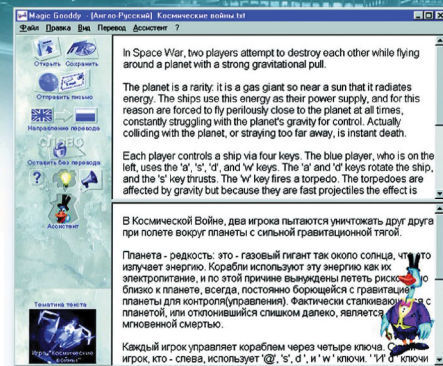 Magic Gooddy - [Англо-Русский] Космические войны.txt
Файл Правка Вид Перевод Ассистент ?
Открыть Сохранить
Отправить письмо
Направление перевода
СЛОВО
Оставить без перевода
Ассистент
Тематика текста
Игра "Космические войны"
In Space War, two players attempt to destroy each other while flying
around a planet with a strong gravitational pull.
The planet is a rarity: it is a gas giant so near a sun that it radiates
energy. The ships use this energy as their power supply, and for this
reason are forced to fly perilously close to the planet at all times,
constantly struggling with the planet's gravity for control. Actually
colliding with the planet, or straying too far away, is instant death.
Each player controls a ship via four keys. The blue player, who is on the
left, uses the 'a', 's', 'd', and 'w' keys. The 'a' and 'd' keys rotate the ship,
and the 's' key thrusts. The 'w' key fires a torpedo. The torpedoes are
affected by gravity but because they are fast projectiles the effect is
В Космической Войне, два игрока пытаются уничтожать друг друга
при полете вокруг планеты с сильной гравитационной тягой.
Планета - редкость: это - газовый гигант так около солнца, что это
излучает энергию. Корабли используют эту энергию как их
электропитание, и по этой причине вынуждены лететь
близко к планете, всегда, постоянно борющейся с
планеты для контроля(управления). Фактически с
планетой, или отклонившийся слишком далеко, является
мгновенной смертью.
Каждый игрок управляет кораблем через четыре ключа.
игрок, кто - слева, использует '@', 's', d', и ' w ' ключи. ' 'И' d' ключи